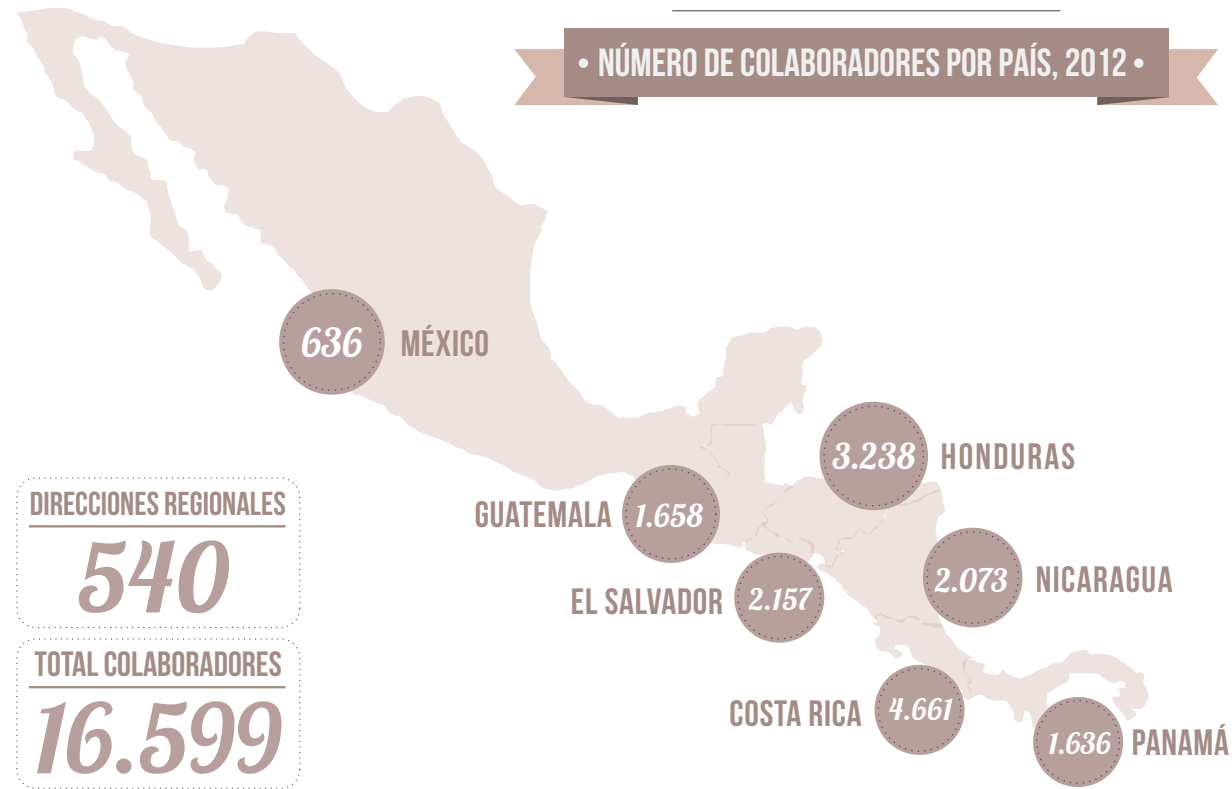 • NÚMERO DE COLABORADORES POR PAÍS, 2012 •
636 MÉXICO
3.238 HONDURAS
GUATEMALA 1.658
2.073 NICARAGUA
EL SALVADOR 2.157
COSTA RICA 4.661
1.636 PANAMÁ
DIRECCIONES REGIONALES
540
TOTAL COLABORADORES
16.599